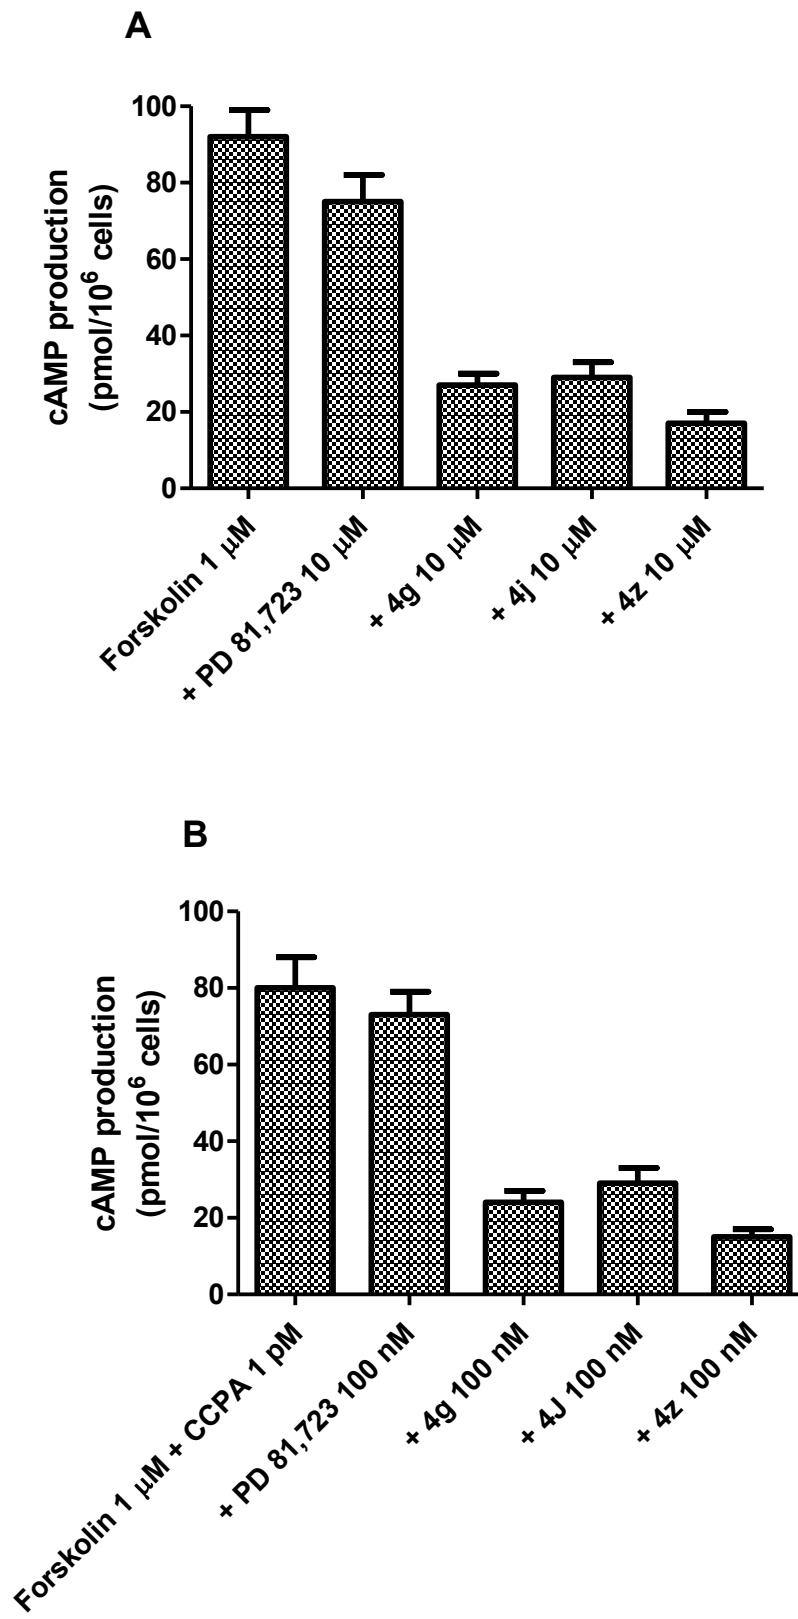 A
cAMP production
(pmol/10⁶ cells)
100
80
60
40
20
0
Forskolin 1 μM
+ PD 81,723 10 μM
+ 4g 10 μM
+ 4j 10 μM
+ 4z 10 μM
B
cAMP production
(pmol/10⁶ cells)
100
80
60
40
20
0
Forskolin 1 μM + CCPA 1 pM
+ PD 81,723 100 nM
+ 4g 100 nM
+ 4J 100 nM
+ 4z 100 nM